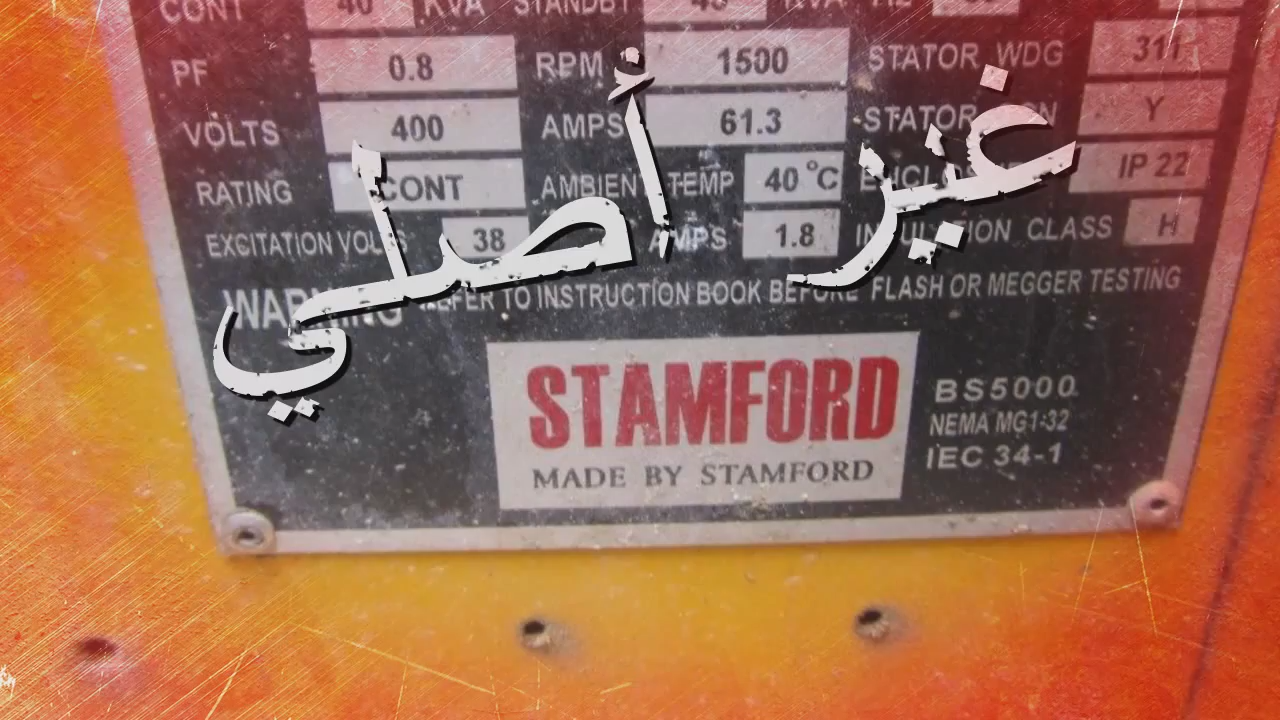 CONT 40 KVA STANDBY KVA
PF 0.8 RPM 1500 STATOR WDG 311
VOLTS 400 AMPS 61.3 STATOR Y
RATING CONT AMBIENT TEMP 40°C IP 22
EXCITATION VOLTS 38 AMPS 1.8 INSULATION CLASS H
WARNING REFER TO INSTRUCTION BOOK BEFORE FLASH OR MEGGER TESTING
غير أصلي
STAMFORD
MADE BY STAMFORD
BS5000
NEMA MG1-32
IEC 34-1